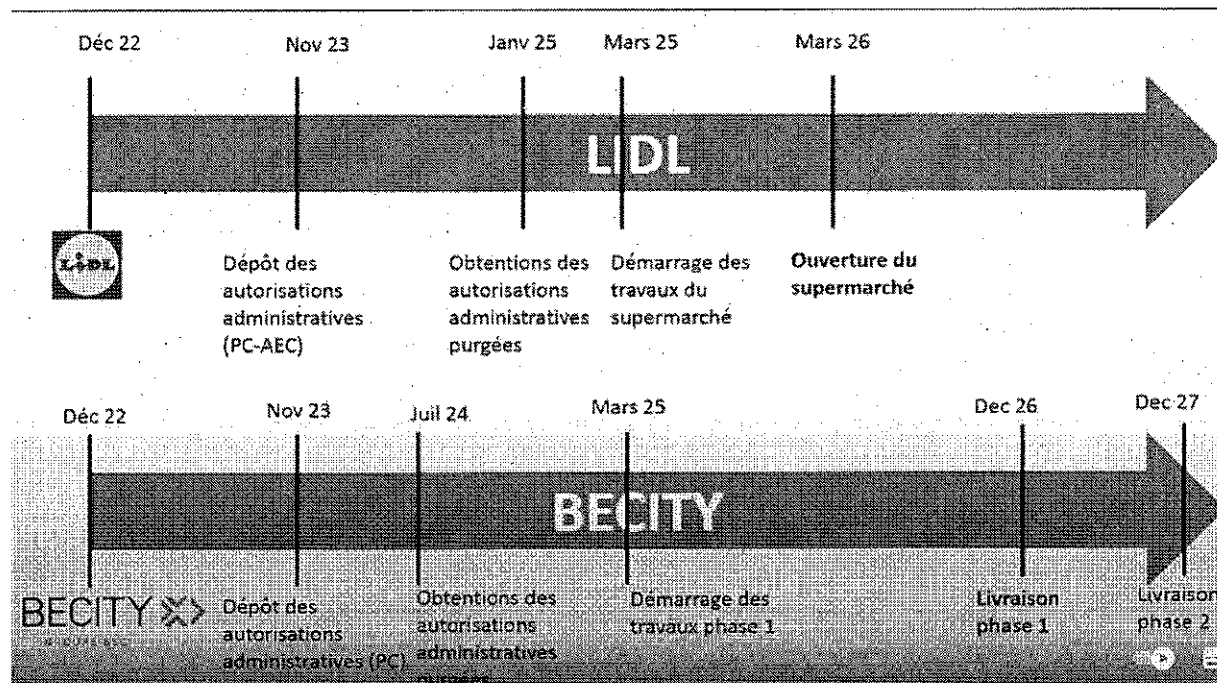 Déc 22 Nov 23 Janv 25 Mars 25 Mars 26
LIDL
LIDL
Dépôt des
autorisations
administratives
(PC-AEC)
Obtentions des
autorisations
administratives
purgées
Démarrage des
travaux du
supermarché
Ouverture du
supermarché
Déc 22 Nov 23 Juil 24 Mars 25 Dec 26 Dec 27
BECITY
BECITY
Dépôt des
autorisations
administratives (PC)
Obtentions des
autorisations
administratives
purgées
Démarrage des
travaux phase 1
Livraison
phase 1
Livraison
phase 2